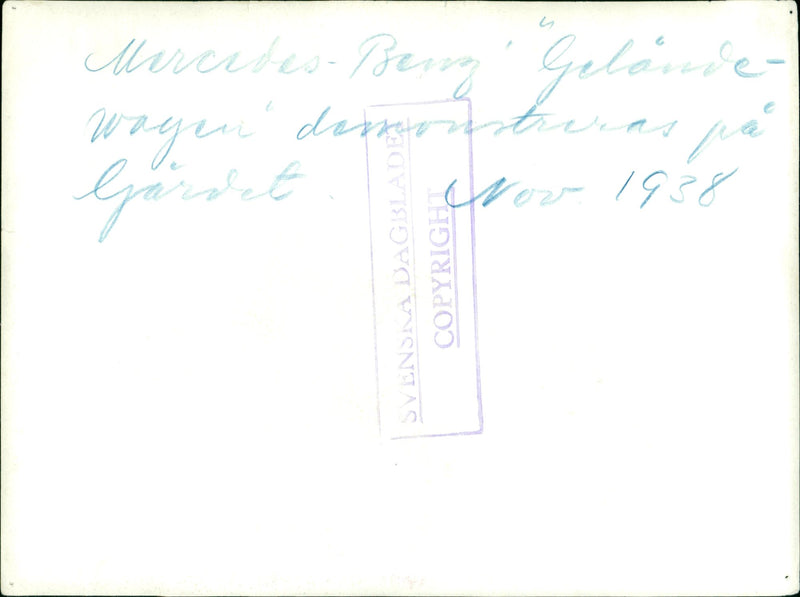 Mercedes-Benz' "Gelände-
wagen" demonstreras på
Gärdet. Nov. 1938
SVENSKA DAGBLADET
COPYRIGHT